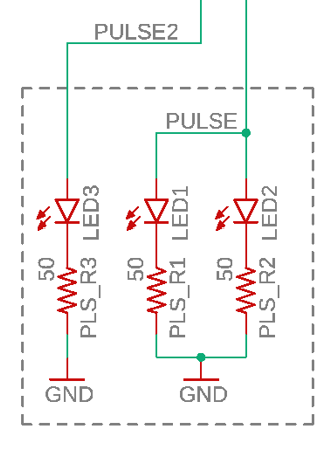 PULSE2
PULSE
LED3
LED1
LED2
50
PLS_R3
50
PLS_R1
50
PLS_R2
GND
GND